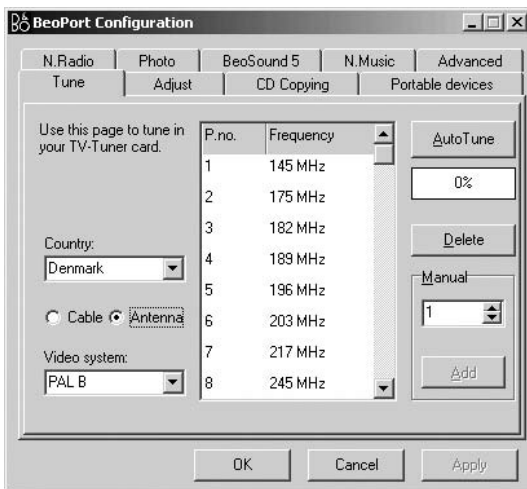 BeoPort Configuration
N.Radio Photo BeoSound 5 N.Music Advanced
Tune Adjust CD Copying Portable devices
Use this page to tune in
your TV-Tuner card.
P.no. Frequency
1 145 MHz
2 175 MHz
3 182 MHz
4 189 MHz
5 196 MHz
6 203 MHz
7 217 MHz
8 245 MHz
AutoTune
0%
Delete
Country:
Denmark
Cable Antenna
Video system:
PAL B
Manual
1
Add
OK Cancel Apply